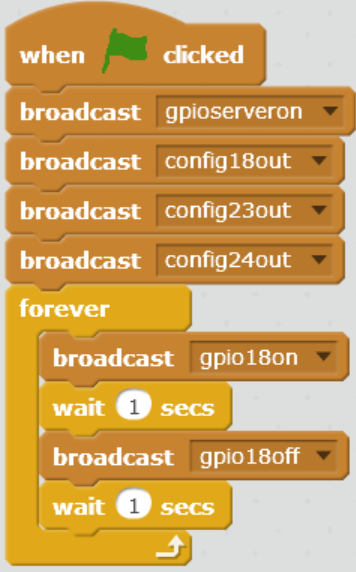 when clicked
broadcast gpioserveron
broadcast config18out
broadcast config23out
broadcast config24out
forever
broadcast gpio18on
wait 1 secs
broadcast gpio18off
wait 1 secs